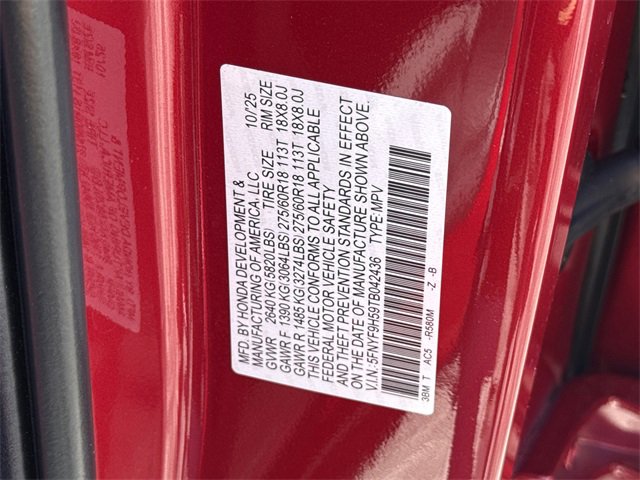 MFD. BY HONDA DEVELOPMENT &
MANUFACTURING OF AMERICA, LLC 10/'25
GVWR 2640 KG(5820LBS) TIRE SIZE RIM SIZE
GAWR F 1390 KG(3064LBS) 275/60R18 113T 18X8.0J
GAWR R 1485 KG(3274LBS) 275/60R18 113T 18X8.0J
THIS VEHICLE CONFORMS TO ALL APPLICABLE
FEDERAL MOTOR VEHICLE SAFETY
AND THEFT PREVENTION STANDARDS IN EFFECT
ON THE DATE OF MANUFACTURE SHOWN ABOVE.
V.I.N.: 5FNYF9H59TB042436 TYPE:MPV
3BM T AC5 -R580M -Z -B